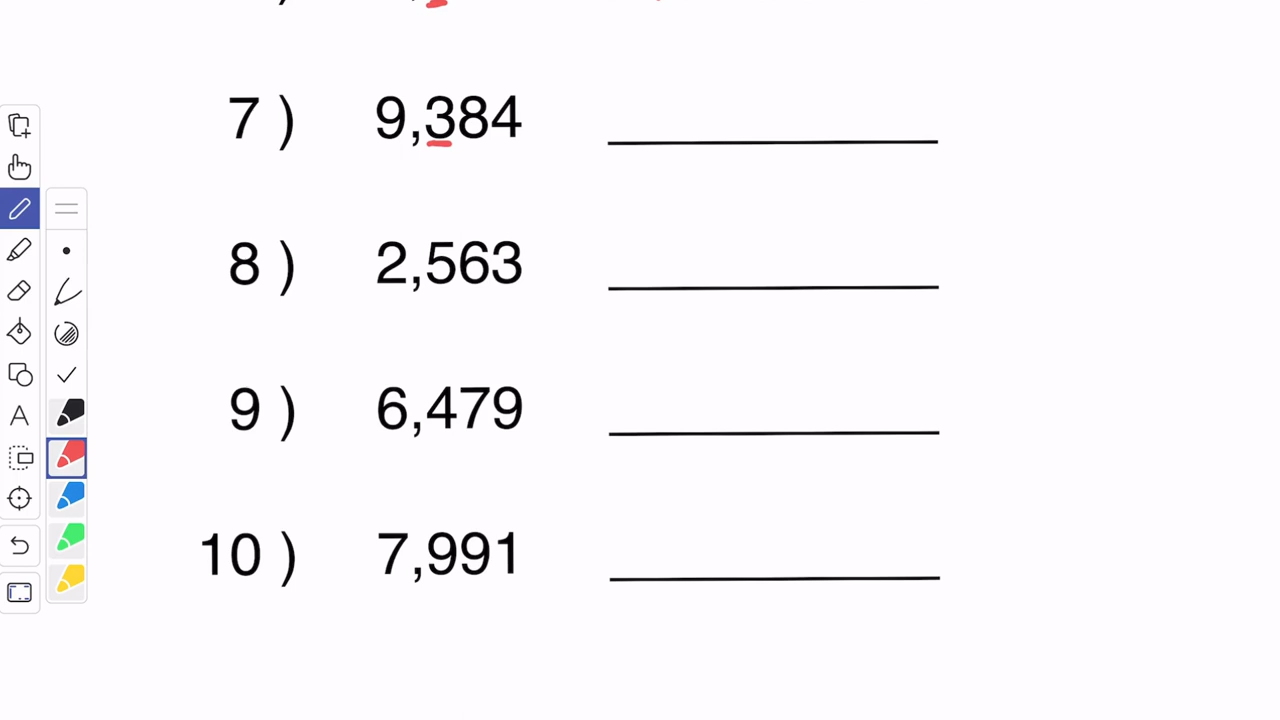 7 ) 9,384
8 ) 2,563
9 ) 6,479
10 ) 7,991
A